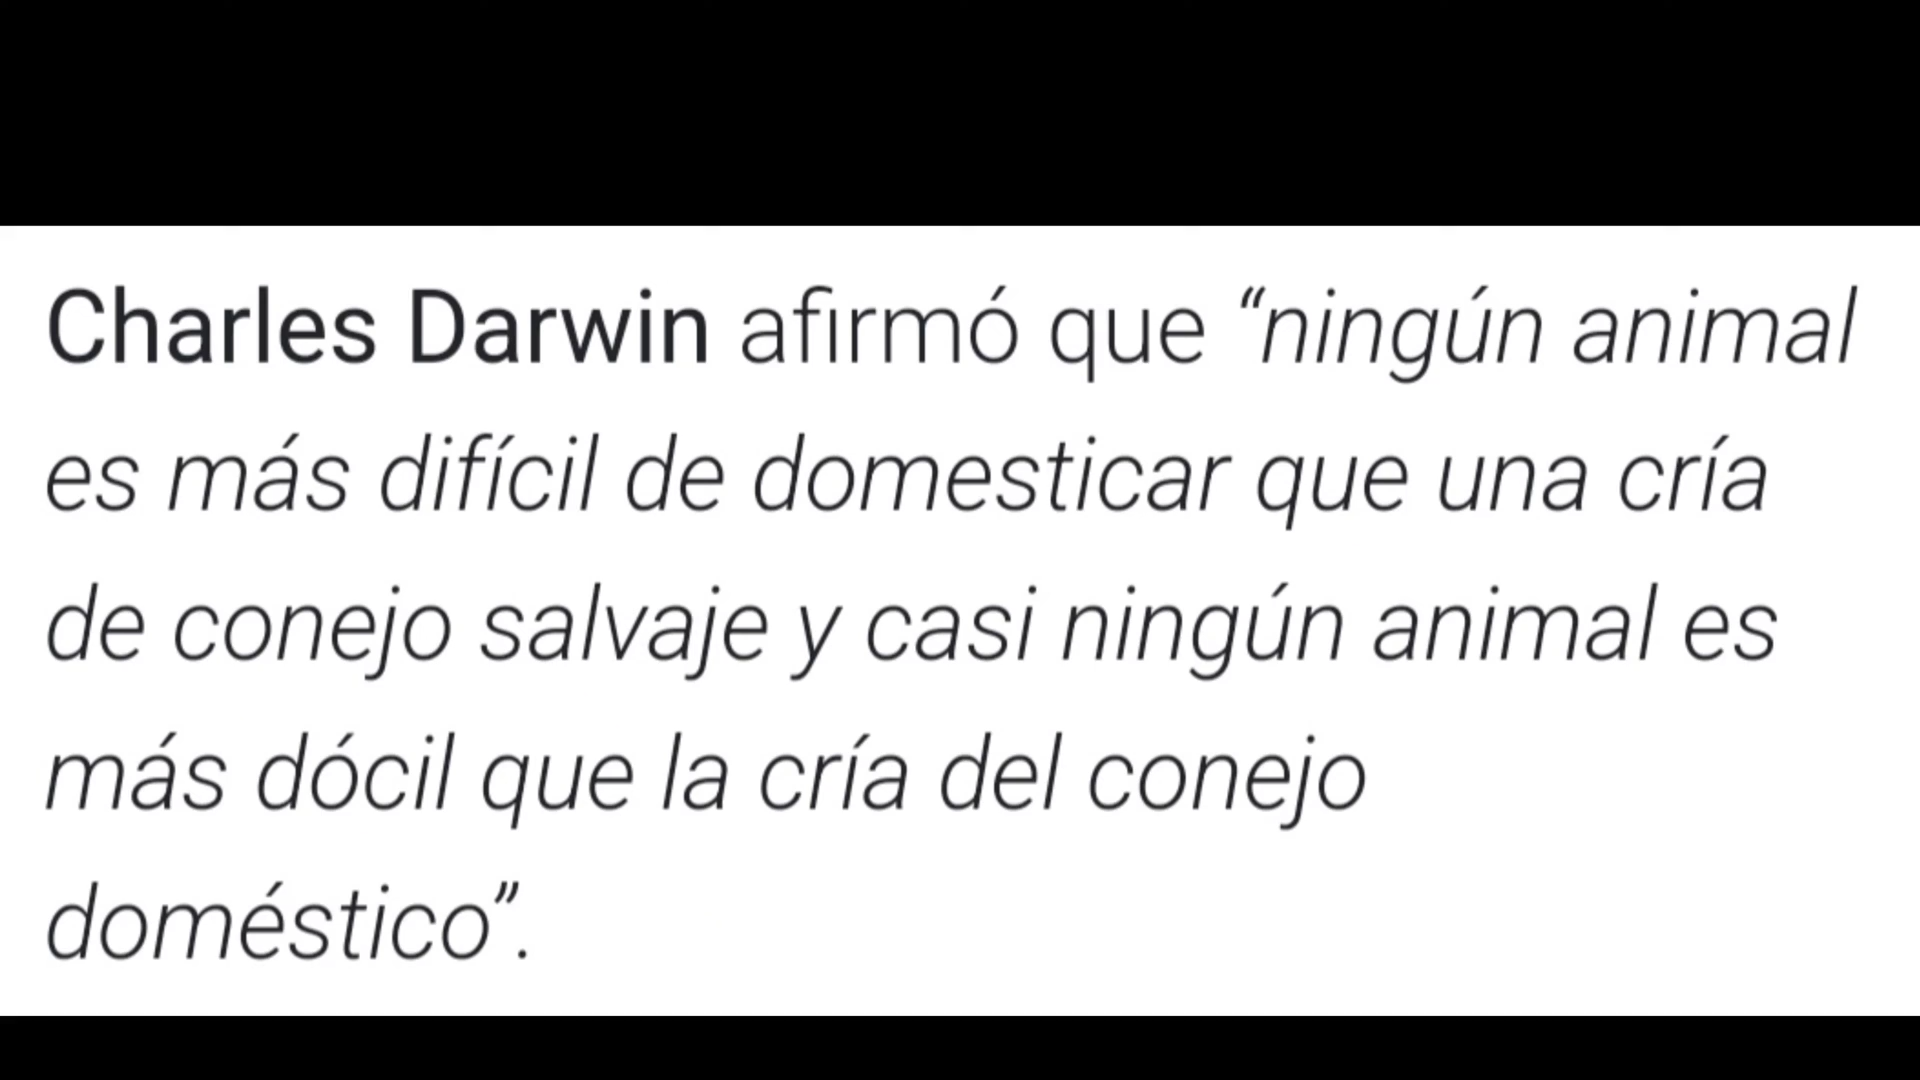 Charles Darwin afirmó que “ningún animal
es más difícil de domesticar que una cría
de conejo salvaje y casi ningún animal es
más dócil que la cría del conejo
doméstico”.